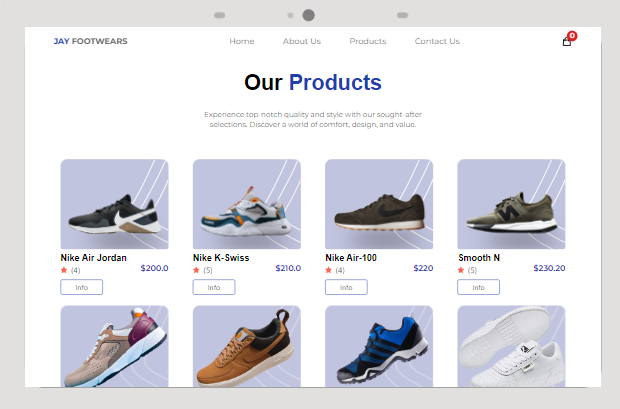 JAY FOOTWEARS Home About Us Products Contact Us 0
Our Products
Experience top-notch quality and style with our sought-after
selections. Discover a world of comfort, design, and value.
Nike Air Jordan Nike K-Swiss Nike Air-100 Smooth N
(4) $200.0 (5) $210.0 (4) $220 (5) $230.20
Info Info Info Info